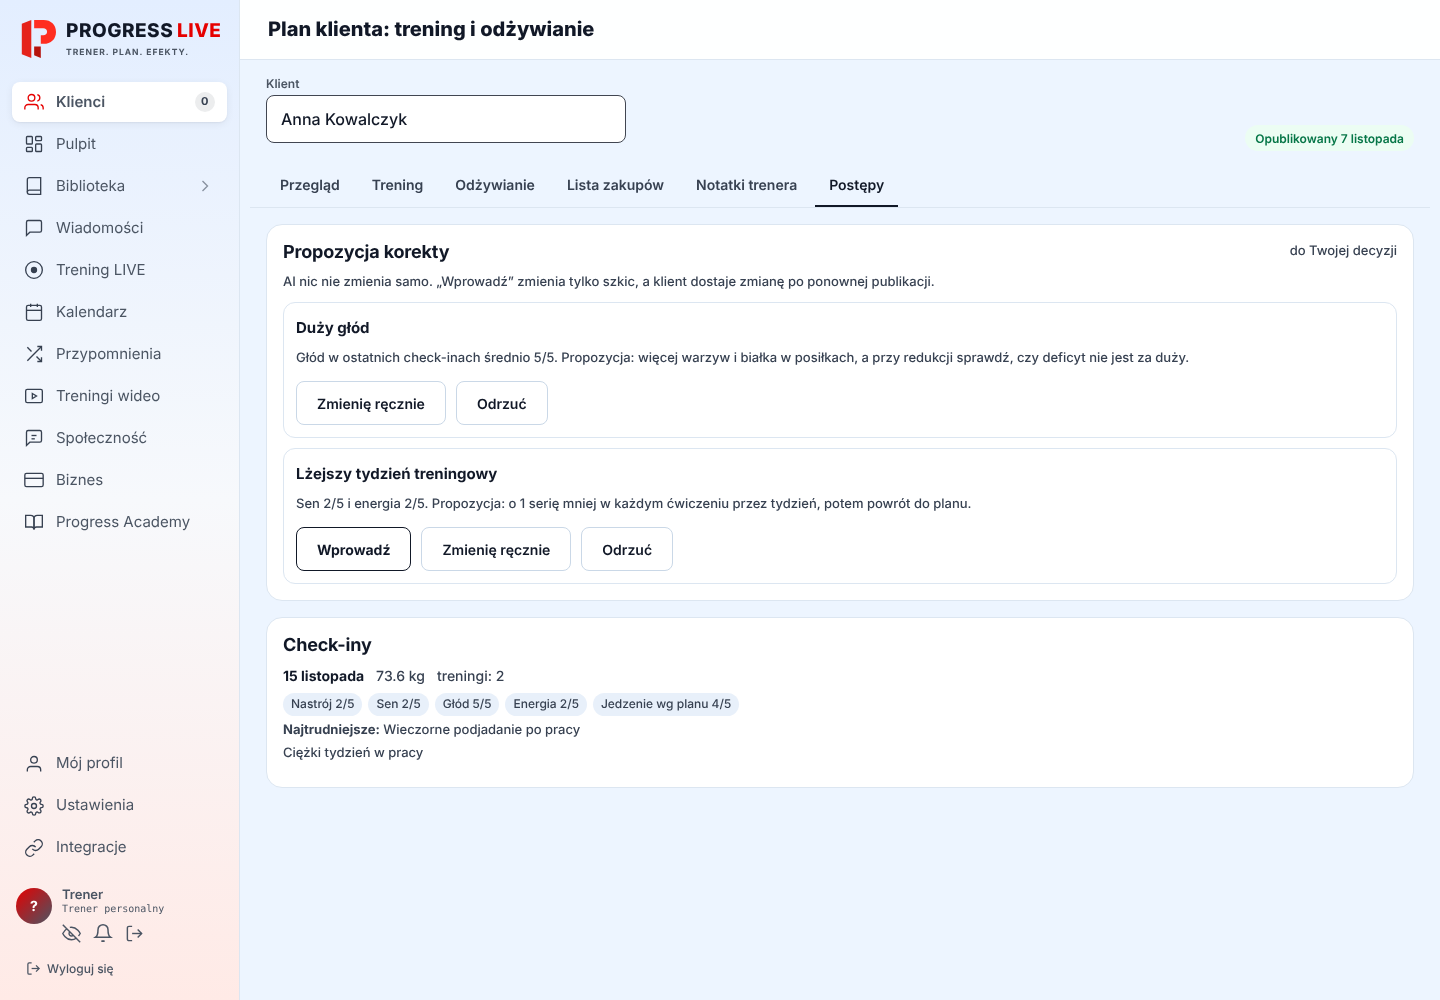 PROGRESS LIVE
TRENER. PLAN. EFEKTY.
Klienci 0
Pulpit
Biblioteka
Wiadomości
Trening LIVE
Kalendarz
Przypomnienia
Treningi wideo
Społeczność
Biznes
Progress Academy
Mój profil
Ustawienia
Integracje
?
Trener
Trener personalny
Wyloguj się
Plan klienta: trening i odżywianie
Klient
Anna Kowalczyk
Opublikowany 7 listopada
Przegląd Trening Odżywianie Lista zakupów Notatki trenera Postępy
Propozycja korekty do Twojej decyzji
AI nic nie zmienia samo. „Wprowadź” zmienia tylko szkic, a klient dostaje zmianę po ponownej publikacji.
Duży głód
Głód w ostatnich check-inach średnio 5/5. Propozycja: więcej warzyw i białka w posiłkach, a przy redukcji sprawdź, czy deficyt nie jest za duży.
Zmienię ręcznie Odrzuć
Lżejszy tydzień treningowy
Sen 2/5 i energia 2/5. Propozycja: o 1 serię mniej w każdym ćwiczeniu przez tydzień, potem powrót do planu.
Wprowadź Zmienię ręcznie Odrzuć
Check-iny
15 listopada 73.6 kg treningi: 2
Nastrój 2/5 Sen 2/5 Głód 5/5 Energia 2/5 Jedzenie wg planu 4/5
Najtrudniejsze: Wieczorne podjadanie po pracy
Ciężki tydzień w pracy